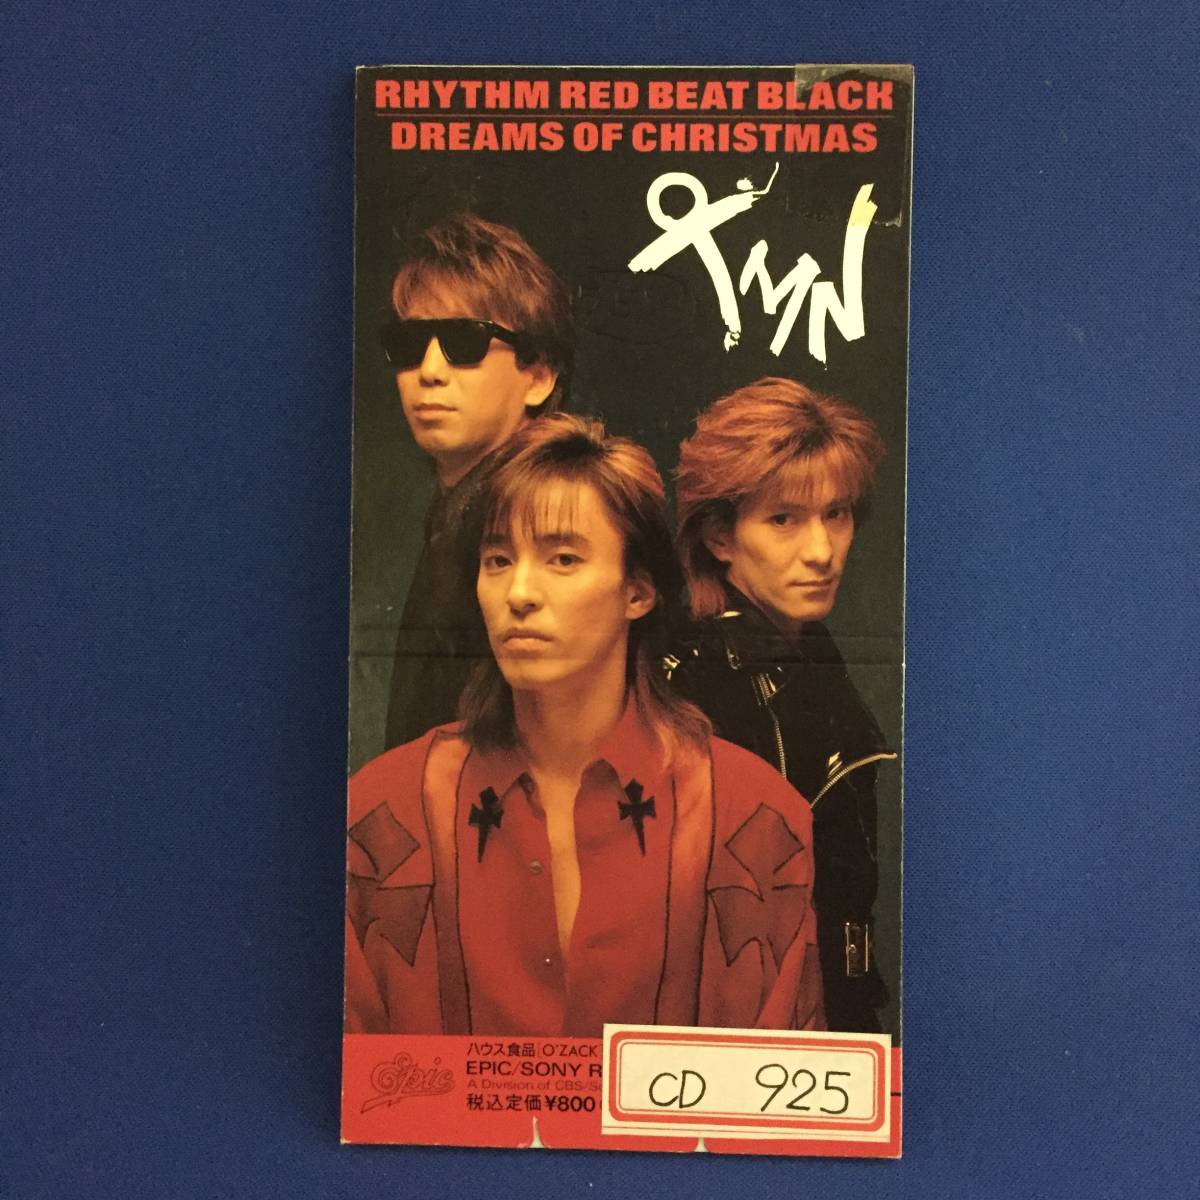 RHYTHM RED BEAT BLACK
DREAMS OF CHRISTMAS
TMN
Epic
ハウス食品 O'ZACK
EPIC/SONY
A Division of CBS/
税込定価¥800
CD 925